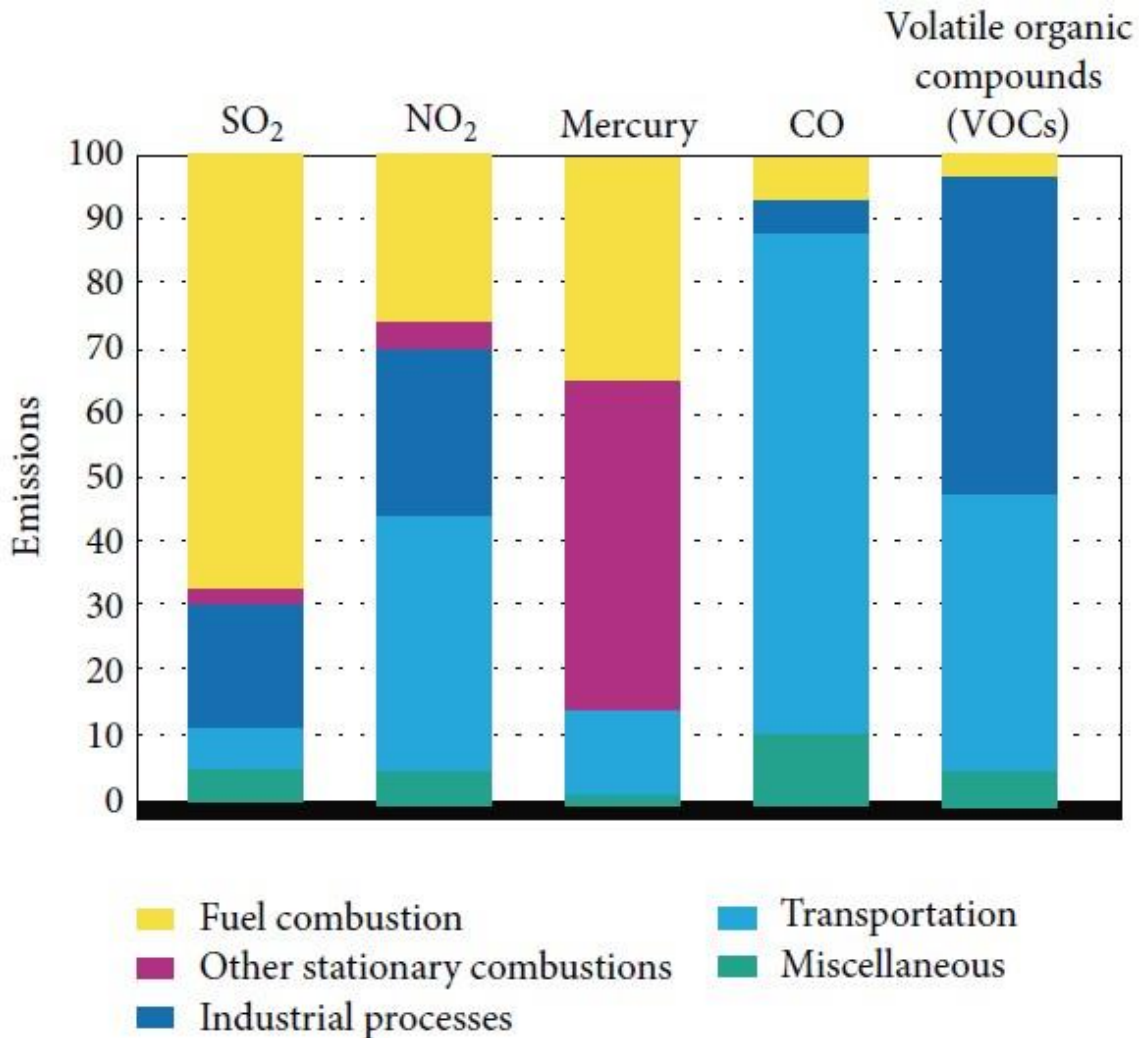 Volatile organic
compounds
(VOCs)
SO₂
NO₂
Mercury
CO
100
90
80
70
60
50
40
30
20
10
0
Emissions
Fuel combustion
Other stationary combustions
Industrial processes
Transportation
Miscellaneous